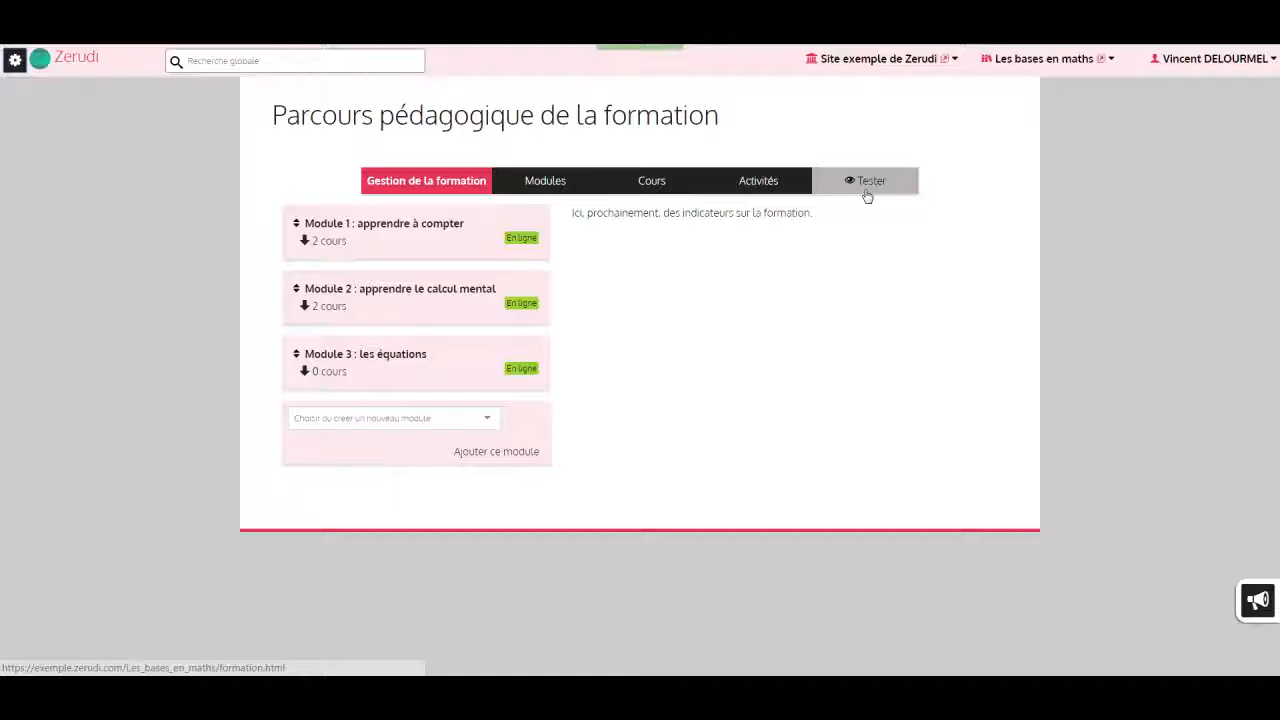 Zerudi
Recherche globale
Site exemple de Zerudi
Les bases en maths
Vincent DELOURMEL
Parcours pédagogique de la formation
Gestion de la formation
Modules
Cours
Activités
Tester
Module 1 : apprendre à compter
2 cours
En ligne
Ici, prochainement, des indicateurs sur la formation.
Module 2 : apprendre le calcul mental
2 cours
En ligne
Module 3 : les équations
0 cours
En ligne
Choisir ou créer un nouveau module
Ajouter ce module
https://exemple.zerudi.com/Les_bases_en_maths/formation.html